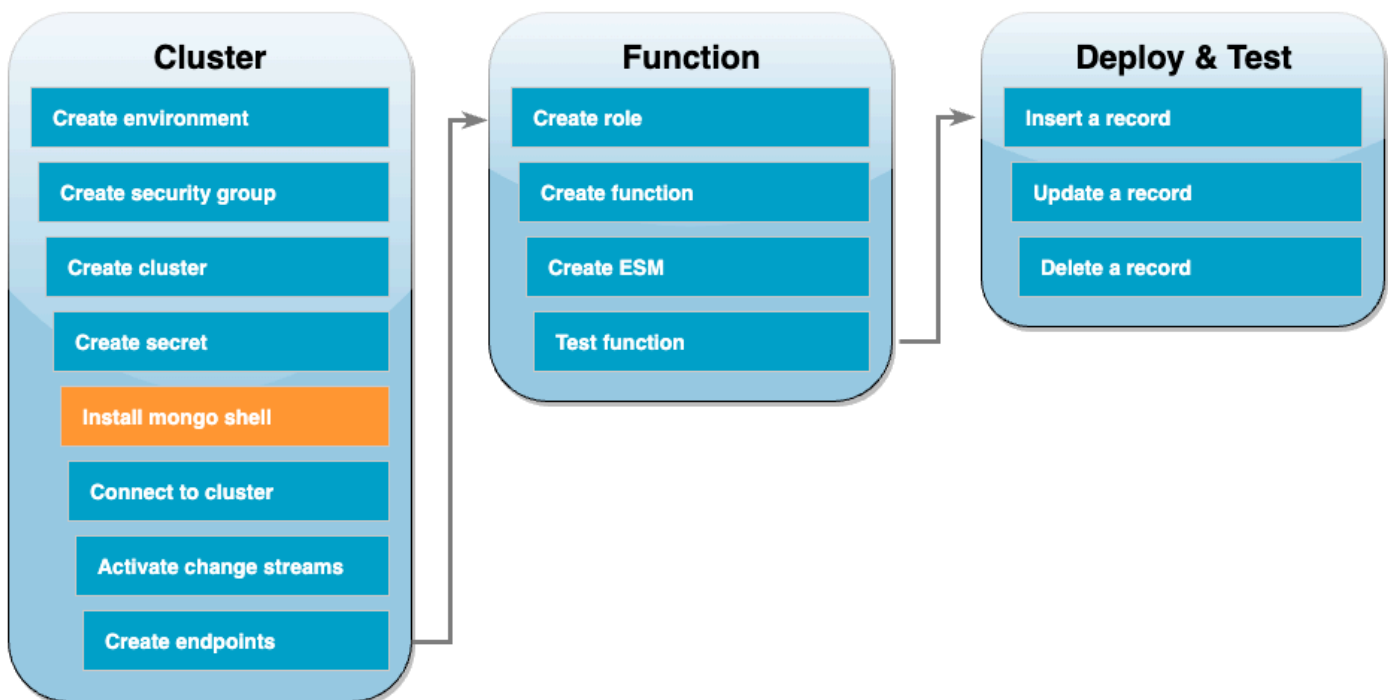 Cluster
Create environment
Create security group
Create cluster
Create secret
Install mongo shell
Connect to cluster
Activate change streams
Create endpoints
Function
Create role
Create function
Create ESM
Test function
Deploy & Test
Insert a record
Update a record
Delete a record